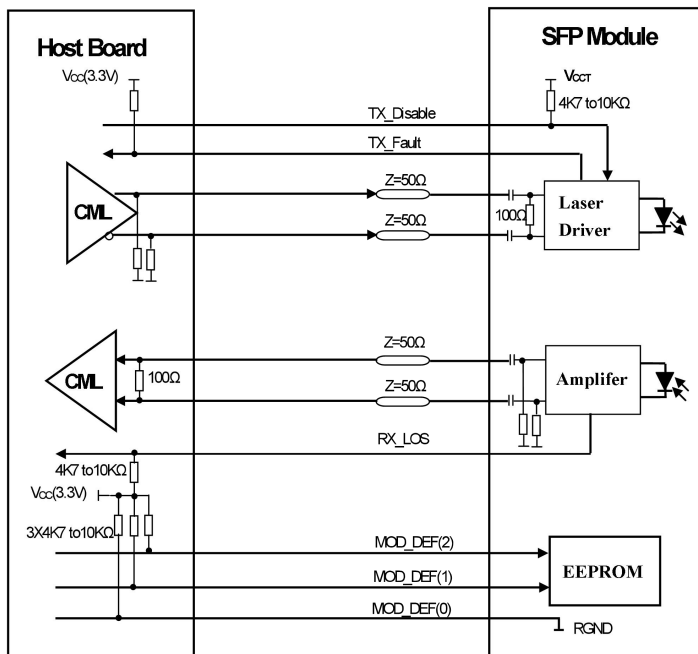 Host Board
SFP Module
VCC(3.3V)
VCCT
4K7 to10KΩ
TX_Disable
TX_Fault
CML
Z=50Ω
Z=50Ω
100Ω
Laser
Driver
CML
100Ω
Z=50Ω
Z=50Ω
Amplifer
RX_LOS
4K7 to10KΩ
VCC(3.3V)
3X4K7 to10KΩ
MOD_DEF(2)
MOD_DEF(1)
EEPROM
MOD_DEF(0)
RGND